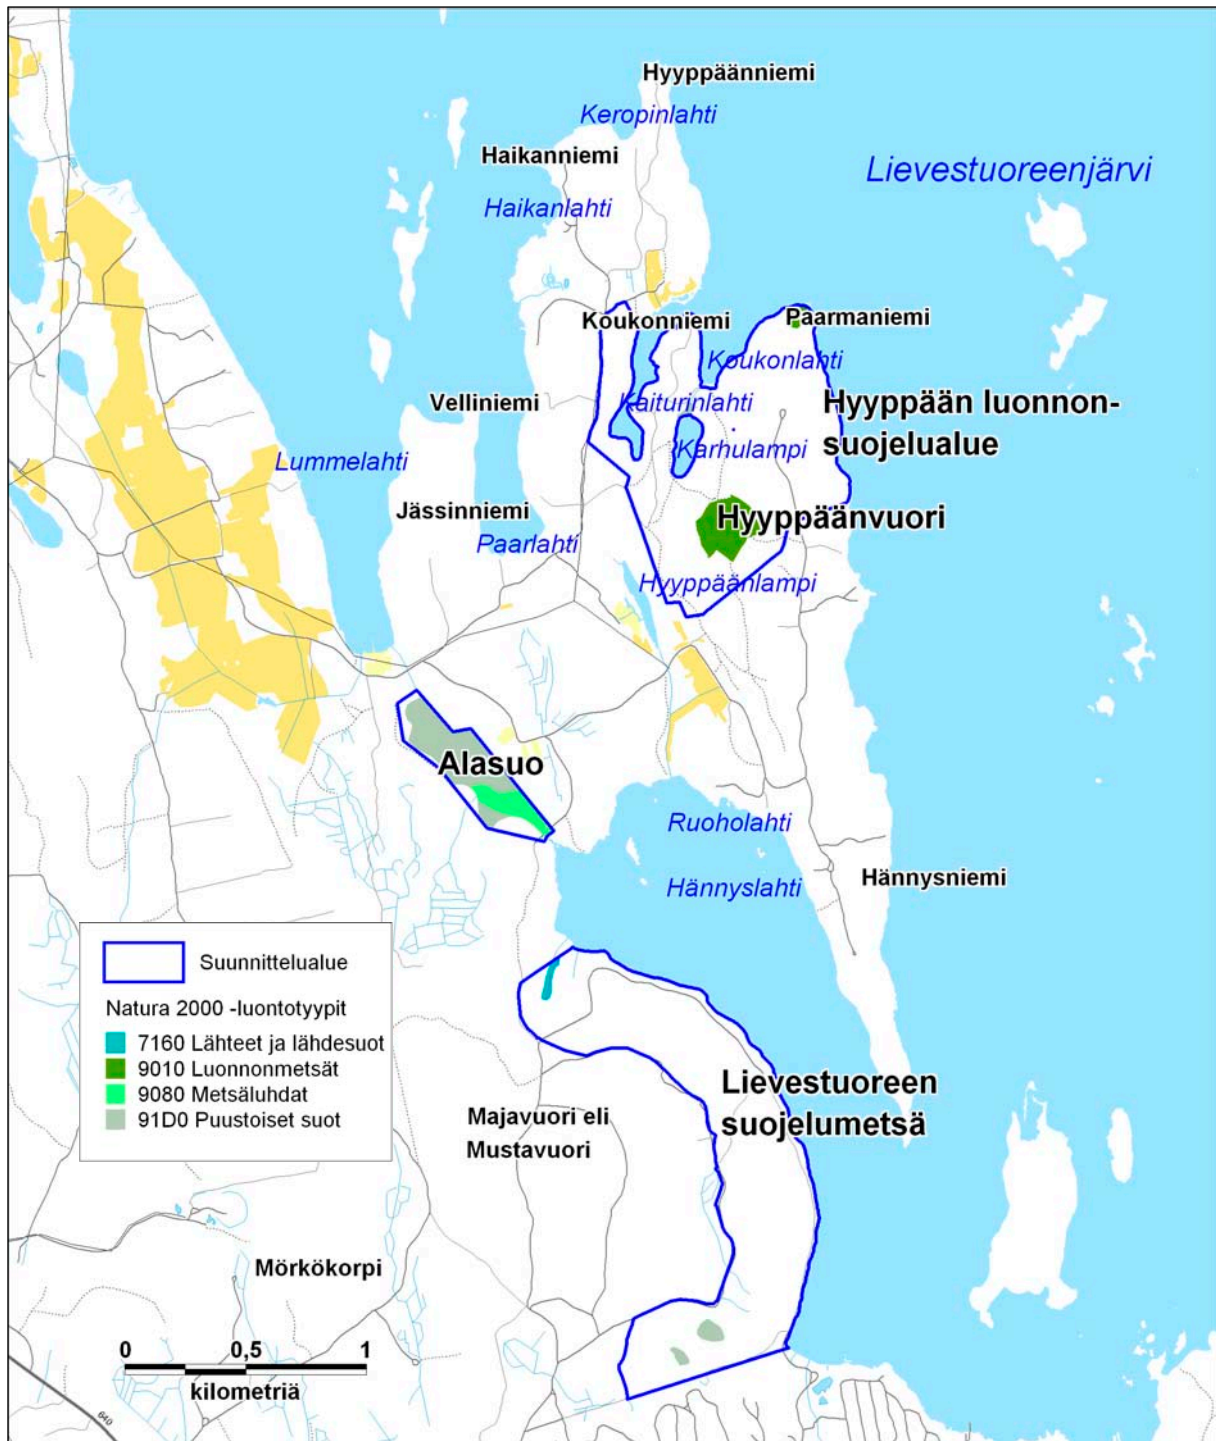 Hyyppäänniemi
Keropinlahti
Haikanniemi
Lievestuoreenjärvi
Haikanlahti
Koukonniemi
Paarmaniemi
Koukonlahti
Velliniemi
Kaiturinlahti
Hyyppään luonnon-
suojelualue
Karhulampi
Lummelahti
Jässinniemi
Hyyppäänvuori
Paarlahti
Hyyppäänlampi
Alasuo
Ruoholahti
Hännyslahti
Hännysniemi
Suunnittelualue
Natura 2000 -luontotyypit
7160 Lähteet ja lähdesuot
9010 Luonnonmetsät
9080 Metsäluhdat
91D0 Puustoiset suot
Lievestuoreen
suojelumetsä
Majavuori eli
Mustavuori
Mörkökorpi
0 0,5 1
kilometriä
640